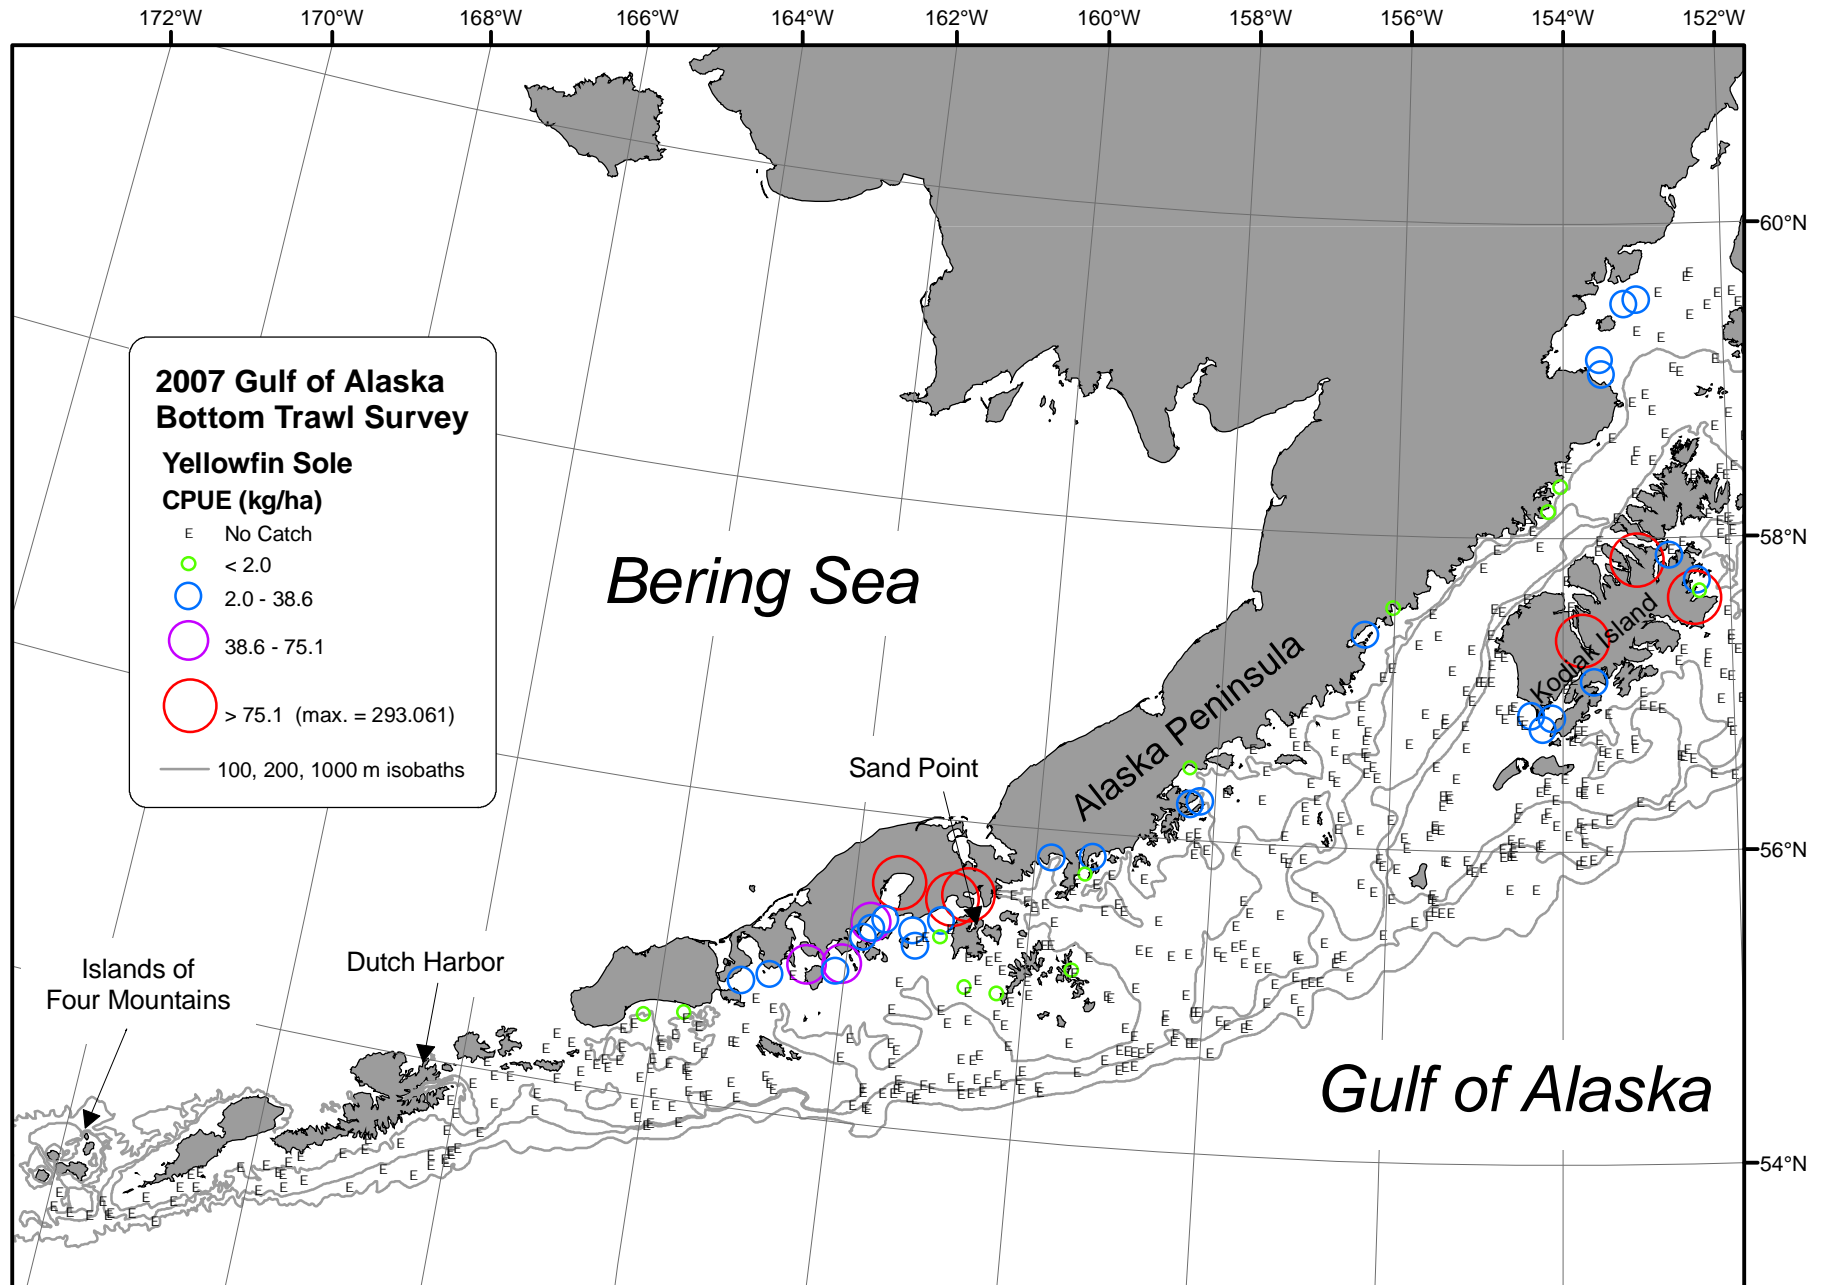 172°W 170°W 168°W 166°W 164°W 162°W 160°W 158°W 156°W 154°W 152°W
60°N
2007 Gulf of Alaska
Bottom Trawl Survey
Yellowfin Sole
CPUE (kg/ha)
E No Catch
< 2.0
2.0 - 38.6
38.6 - 75.1
> 75.1 (max. = 293.061)
100, 200, 1000 m isobaths
Bering Sea
58°N
Kodiak Island
Alaska Peninsula
Sand Point
56°N
Dutch Harbor
Islands of
Four Mountains
Gulf of Alaska
54°N